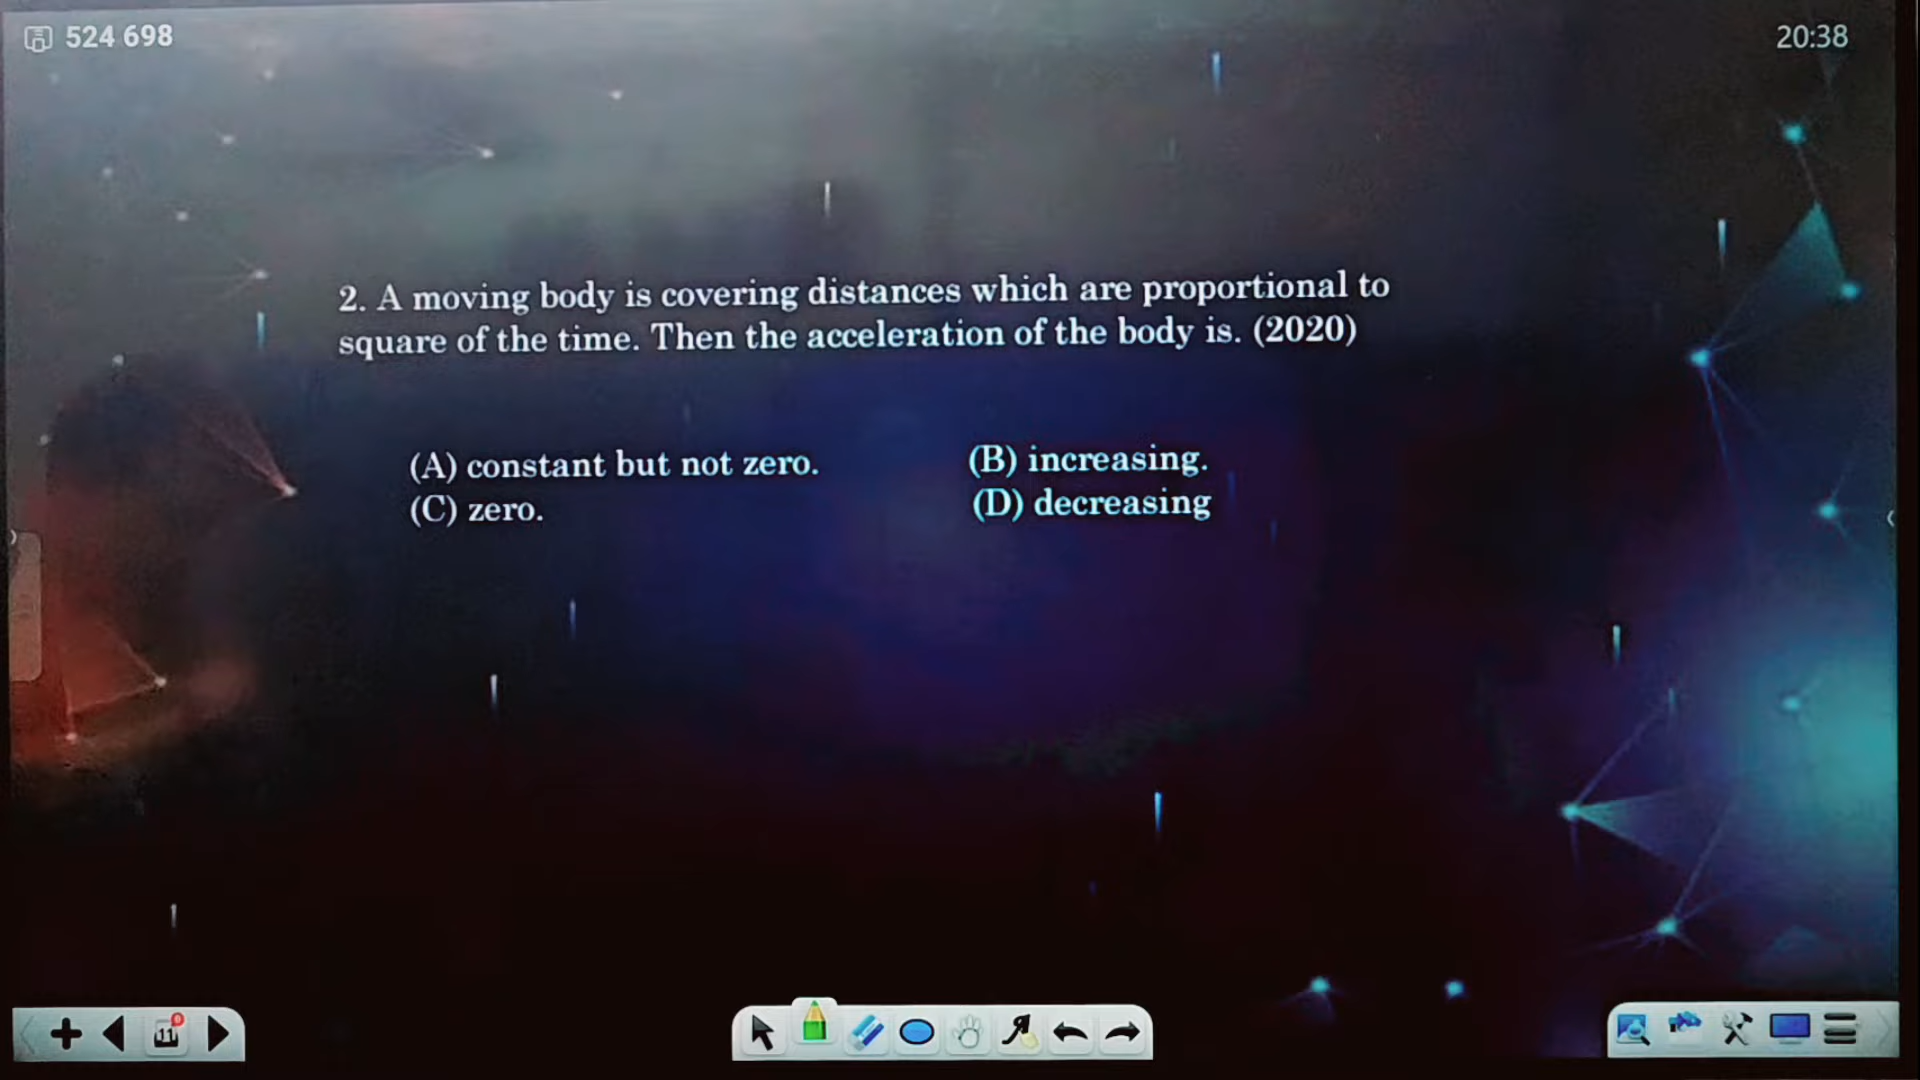 524 698
20:38
2. A moving body is covering distances which are proportional to
square of the time. Then the acceleration of the body is. (2020)
(A) constant but not zero.
(B) increasing.
(C) zero.
(D) decreasing
11